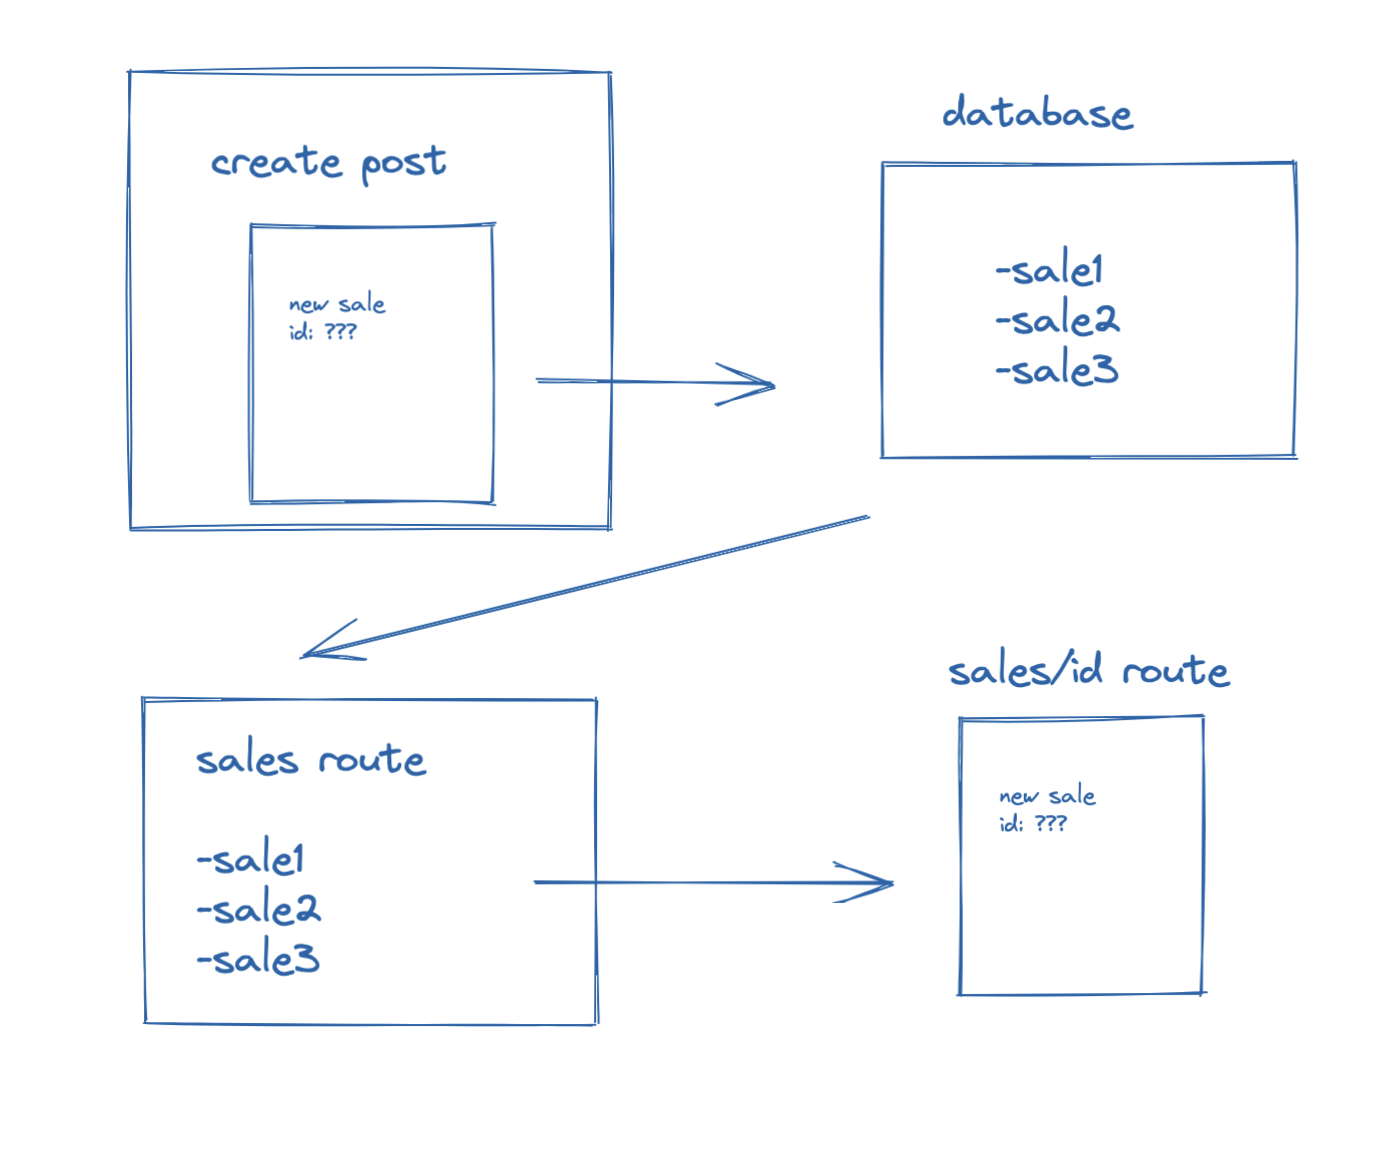 create post
new sale
id: ???
database
-sale1
-sale2
-sale3
sales route
-sale1
-sale2
-sale3
sales/id route
new sale
id: ???